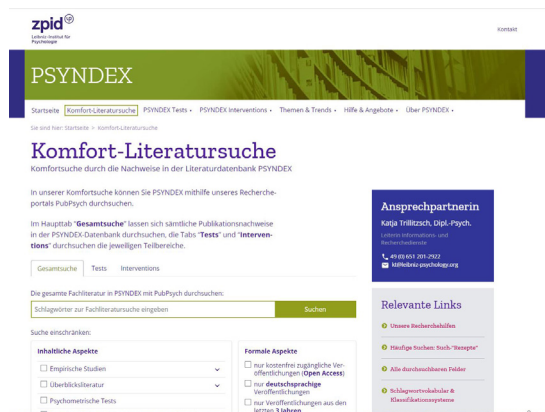 zpid
Leibniz-Institut für
Psychologie
Kontakt
PSYNDEX
Startseite Komfort-Literatursuche PSYNDEX Tests PSYNDEX Interventions Themen & Trends Hilfe & Angebote Über PSYNDEX
Sie sind hier: Startseite > Komfort-Literatursuche
Komfort-Literatursuche
Komfortsuche durch die Nachweise in der Literaturdatenbank PSYNDEX
In unserer Komfortsuche können Sie PSYNDEX mithilfe unseres Recherche-
portals PubPsych durchsuchen.
Im Haupttab "Gesamtsuche" lassen sich sämtliche Publikationsnachweise
in der PSYNDEX-Datenbank durchsuchen, die Tabs "Tests" und "Interven-
tions" durchsuchen die jeweiligen Teilbereiche.
Gesamtsuche Tests Interventions
Die gesamte Fachliteratur in PSYNDEX mit PubPsych durchsuchen:
Schlagwörter zur Fachliteratursuche eingeben Suchen
Suche einschränken:
Inhaltliche Aspekte
Empirische Studien
Überblicksliteratur
Psychometrische Tests
Formale Aspekte
nur kostenfrei zugängliche Ver-
öffentlichungen (Open Access)
nur deutschsprachige
Veröffentlichungen
nur Veröffentlichungen aus den
letzten 3 Jahren
Ansprechpartnerin
Katja Trillitzsch, Dipl.-Psych.
Leiterin Informations- und
Recherchedienste
49 (0) 651 201-2922
kt@leibniz-psychology.org
Relevante Links
Unsere Recherchehilfen
Häufige Suchen: Such-"Rezepte"
Alle durchsuchbaren Felder
Schlagwortvokabular &
Klassifikationssysteme